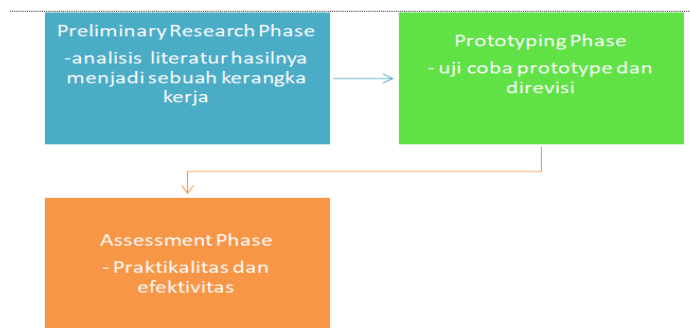 Preliminary Research Phase
-analisis literatur hasilnya
menjadi sebuah kerangka
kerja
Prototyping Phase
- uji coba prototype dan
direvisi
Assessment Phase
- Praktikalitas dan
efektivitas